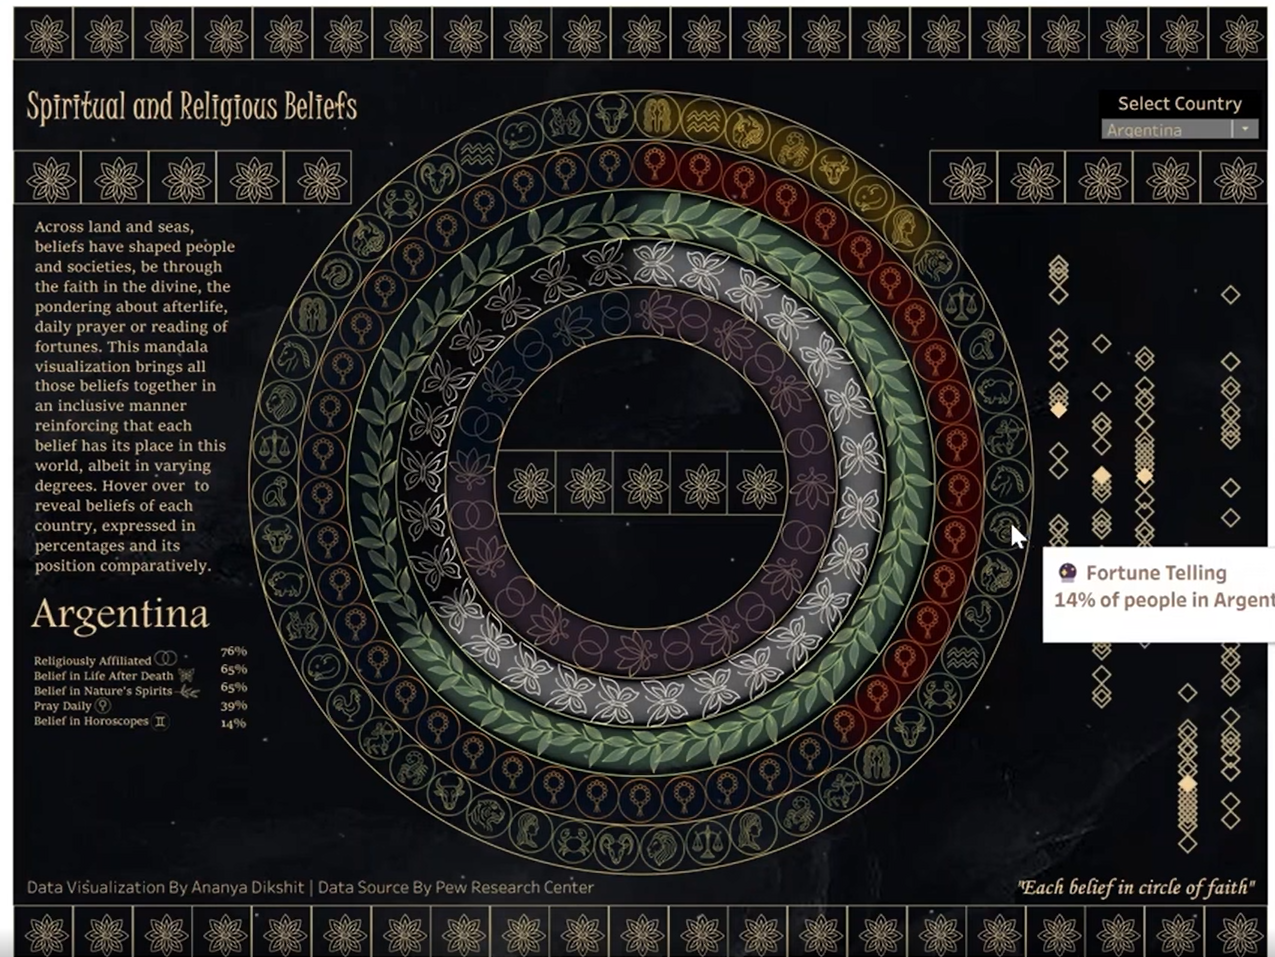 Spiritual and Religious Beliefs
Select Country
Argentina
Across land and seas,
beliefs have shaped people
and societies, be through
the faith in the divine, the
pondering about afterlife,
daily prayer or reading of
fortunes. This mandala
visualization brings all
those beliefs together in
an inclusive manner
reinforcing that each
belief has its place in this
world, albeit in varying
degrees. Hover over to
reveal beliefs of each
country, expressed in
percentages and its
position comparatively.
Argentina
Religiously Affiliated 76%
Belief in Life After Death 65%
Belief in Nature's Spirits 65%
Pray Daily 39%
Belief in Horoscopes 14%
Fortune Telling
14% of people in Argent
Data Visualization By Ananya Dikshit | Data Source By Pew Research Center
"Each belief in circle of faith"